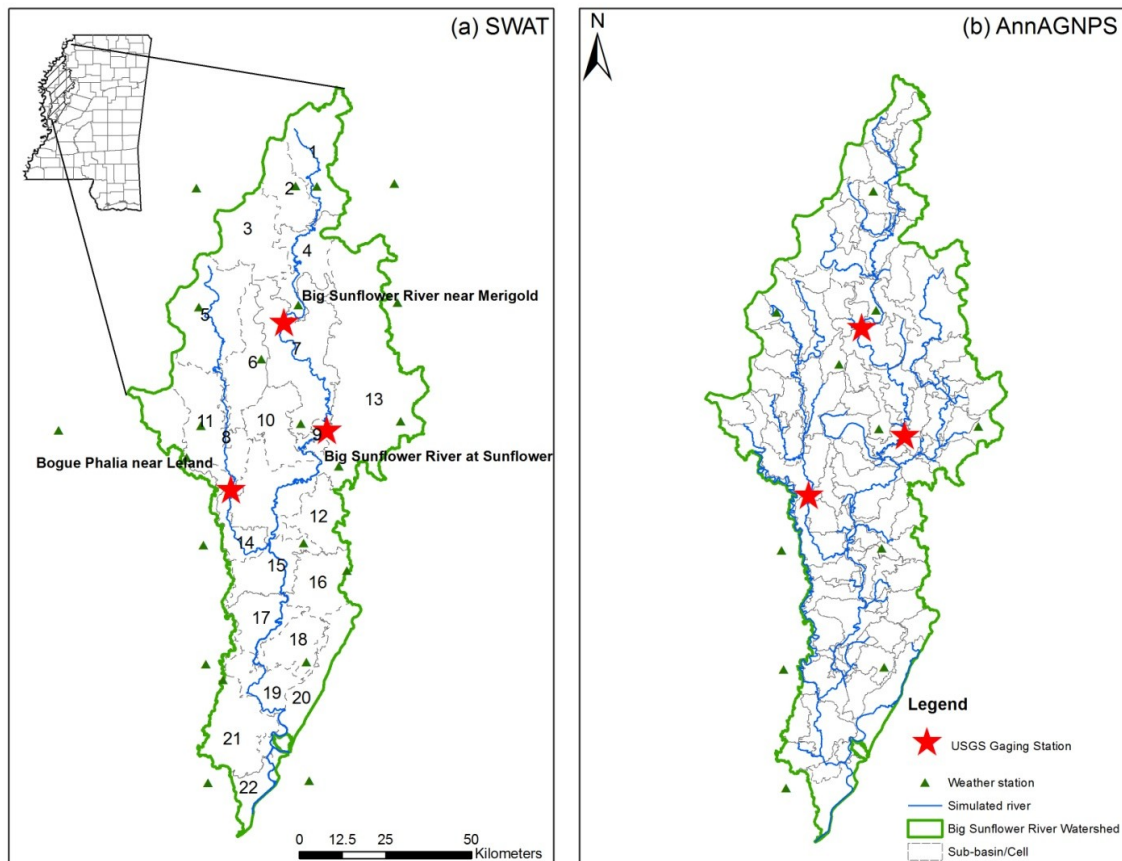 (a) SWAT
1
2
3
4
Big Sunflower River near Merigold
5
7
6
13
11
10
8
9
Big Sunflower River at Sunflower
Bogue Phalia near Leland
12
14
15
16
17
18
19
20
21
22
0 12.5 25 50
Kilometers
N
(b) AnnAGNPS
Legend
USGS Gaging Station
Weather station
Simulated river
Big Sunflower River Watershed
Sub-basin/Cell